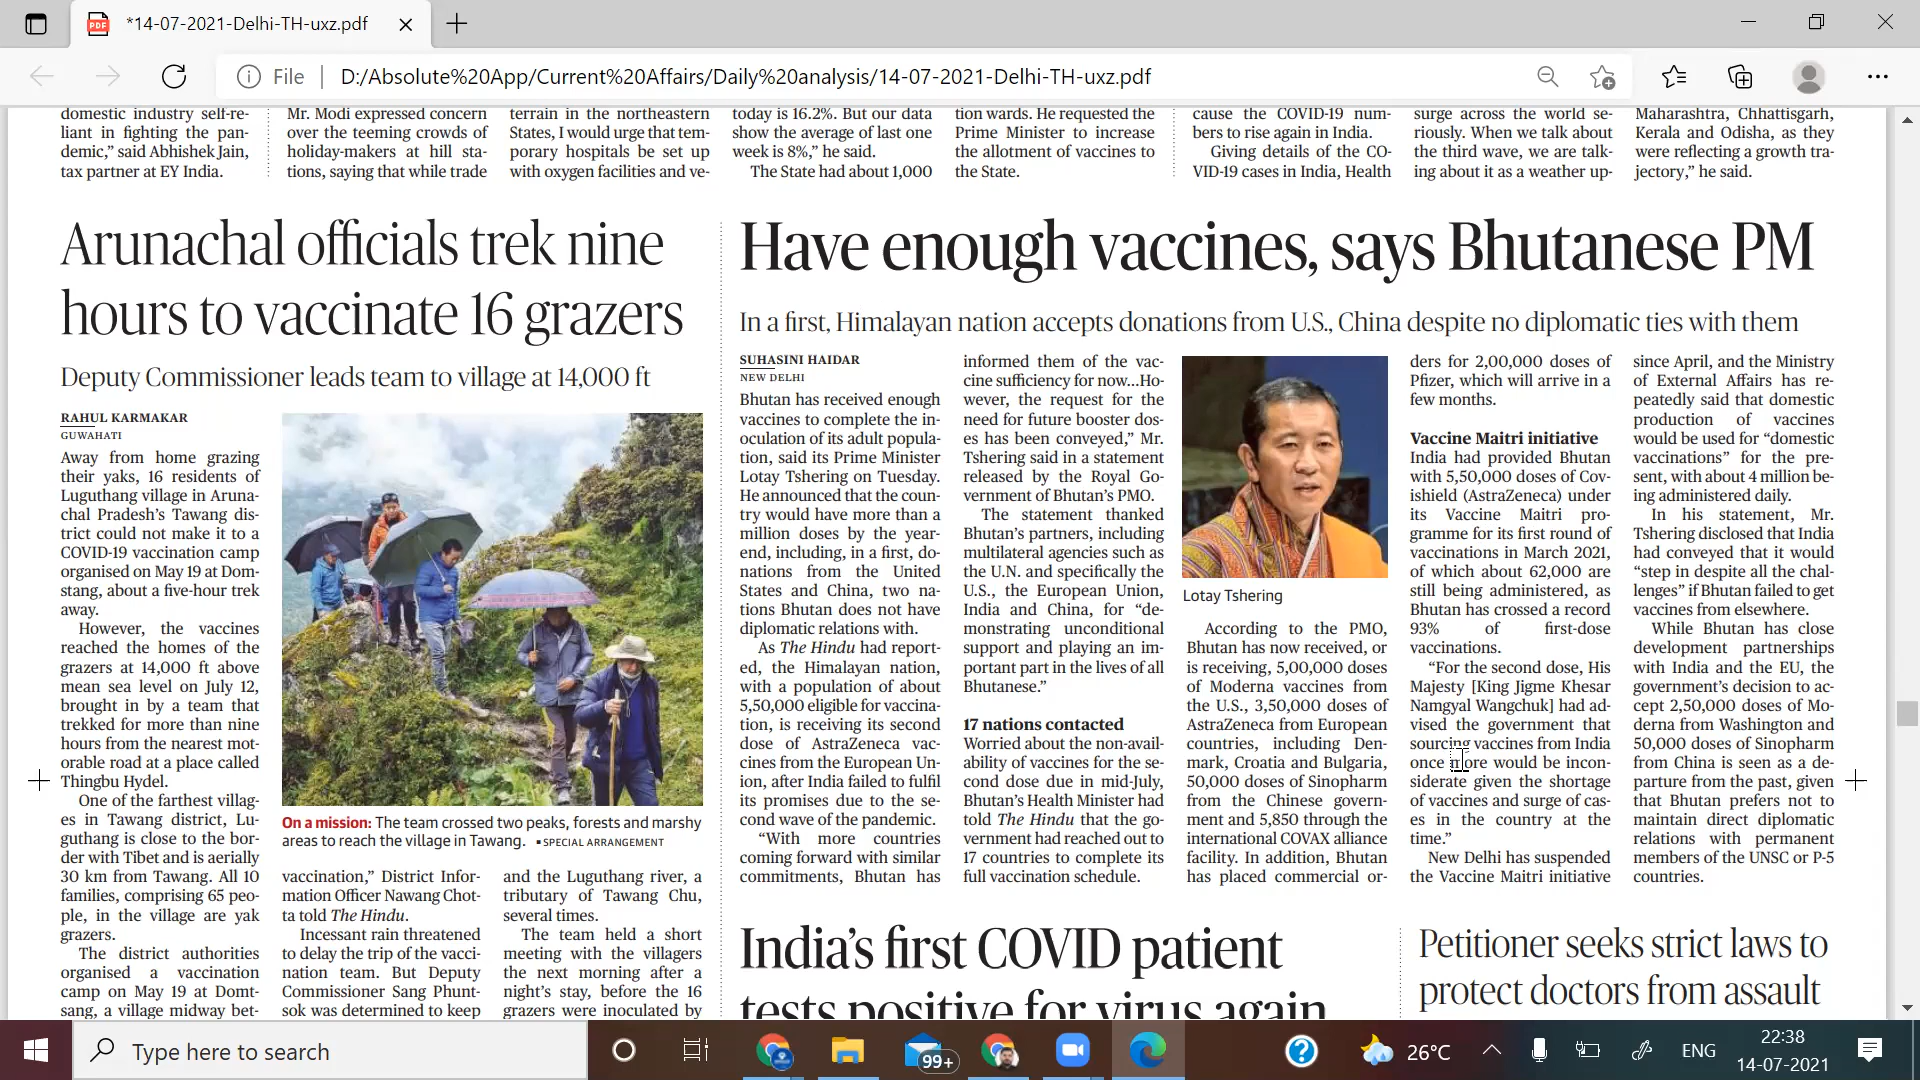 *14-07-2021-Delhi-TH-uxz.pdf
File
D:/Absolute%20App/Current%20Affairs/Daily%20analysis/14-07-2021-Delhi-TH-uxz.pdf
domestic industry self-re-
liant in fighting the pan-
demic,” said Abhishek Jain,
tax partner at EY India.
Mr. Modi expressed concern
over the teeming crowds of
holiday-makers at hill sta-
tions, saying that while trade
terrain in the northeastern
States, I would urge that tem-
porary hospitals be set up
with oxygen facilities and ve-
today is 16.2%. But our data
show the average of last one
week is 8%,” he said.
The State had about 1,000
tion wards. He requested the
Prime Minister to increase
the allotment of vaccines to
the State.
cause the COVID-19 num-
bers to rise again in India.
Giving details of the CO-
VID-19 cases in India, Health
surge across the world se-
riously. When we talk about
the third wave, we are talk-
ing about it as a weather up-
Maharashtra, Chhattisgarh,
Kerala and Odisha, as they
were reflecting a growth tra-
jectory,” he said.
Arunachal officials trek nine
hours to vaccinate 16 grazers
Deputy Commissioner leads team to village at 14,000 ft
RAHUL KARMAKAR
GUWAHATI
Away from home grazing
their yaks, 16 residents of
Luguthang village in Aruna-
chal Pradesh’s Tawang dis-
trict could not make it to a
COVID-19 vaccination camp
organised on May 19 at Dom-
stang, about a five-hour trek
away.
However, the vaccines
reached the homes of the
grazers at 14,000 ft above
mean sea level on July 12,
brought in by a team that
trekked for more than nine
hours from the nearest mot-
orable road at a place called
Thingbu Hydel.
One of the farthest villag-
es in Tawang district, Lu-
guthang is close to the bor-
der with Tibet and is aerially
30 km from Tawang. All 10
families, comprising 65 peo-
ple, in the village are yak
grazers.
The district authorities
organised a vaccination
camp on May 19 at Domt-
sang, a village midway bet-
On a mission: The team crossed two peaks, forests and marshy
areas to reach the village in Tawang. ▪SPECIAL ARRANGEMENT
vaccination,” District Infor-
mation Officer Nawang Chot-
ta told The Hindu.
Incessant rain threatened
to delay the trip of the vacci-
nation team. But Deputy
Commissioner Sang Phunt-
sok was determined to keep
and the Luguthang river, a
tributary of Tawang Chu,
several times.
The team held a short
meeting with the villagers
the next morning after a
night’s stay, before the 16
grazers were inoculated by
Have enough vaccines, says Bhutanese PM
In a first, Himalayan nation accepts donations from U.S., China despite no diplomatic ties with them
SUHASINI HAIDAR
NEW DELHI
Bhutan has received enough
vaccines to complete the in-
oculation of its adult popula-
tion, said its Prime Minister
Lotay Tshering on Tuesday.
He announced that the coun-
try would have more than a
million doses by the year-
end, including, in a first, do-
nations from the United
States and China, two na-
tions Bhutan does not have
diplomatic relations with.
As The Hindu had report-
ed, the Himalayan nation,
with a population of about
5,50,000 eligible for vaccina-
tion, is receiving its second
dose of AstraZeneca vac-
cines from the European Un-
ion, after India failed to fulfil
its promises due to the se-
cond wave of the pandemic.
“With more countries
coming forward with similar
commitments, Bhutan has
informed them of the vac-
cine sufficiency for now...Ho-
wever, the request for the
need for future booster dos-
es has been conveyed,” Mr.
Tshering said in a statement
released by the Royal Go-
vernment of Bhutan’s PMO.
The statement thanked
Bhutan’s partners, including
multilateral agencies such as
the U.N. and specifically the
U.S., the European Union,
India and China, for “de-
monstrating unconditional
support and playing an im-
portant part in the lives of all
Bhutanese.”
17 nations contacted
Worried about the non-avail-
ability of vaccines for the se-
cond dose due in mid-July,
Bhutan’s Health Minister had
told The Hindu that the go-
vernment had reached out to
17 countries to complete its
full vaccination schedule.
Lotay Tshering
According to the PMO,
Bhutan has now received, or
is receiving, 5,00,000 doses
of Moderna vaccines from
the U.S., 3,50,000 doses of
AstraZeneca from European
countries, including Den-
mark, Croatia and Bulgaria,
50,000 doses of Sinopharm
from the Chinese govern-
ment and 5,850 through the
international COVAX alliance
facility. In addition, Bhutan
has placed commercial or-
ders for 2,00,000 doses of
Pfizer, which will arrive in a
few months.
Vaccine Maitri initiative
India had provided Bhutan
with 5,50,000 doses of Cov-
ishield (AstraZeneca) under
its Vaccine Maitri pro-
gramme for its first round of
vaccinations in March 2021,
of which about 62,000 are
still being administered, as
Bhutan has crossed a record
93% of first-dose
vaccinations.
“For the second dose, His
Majesty [King Jigme Khesar
Namgyal Wangchuk] had ad-
vised the government that
sourcing vaccines from India
once more would be incon-
siderate given the shortage
of vaccines and surge of cas-
es in the country at the
time.”
New Delhi has suspended
the Vaccine Maitri initiative
since April, and the Ministry
of External Affairs has re-
peatedly said that domestic
production of vaccines
would be used for “domestic
vaccinations” for the pre-
sent, with about 4 million be-
ing administered daily.
In his statement, Mr.
Tshering disclosed that India
had conveyed that it would
“step in despite all the chal-
lenges” if Bhutan failed to get
vaccines from elsewhere.
While Bhutan has close
development partnerships
with India and the EU, the
government’s decision to ac-
cept 2,50,000 doses of Mo-
derna from Washington and
50,000 doses of Sinopharm
from China is seen as a de-
parture from the past, given
that Bhutan prefers not to
maintain direct diplomatic
relations with permanent
members of the UNSC or P-5
countries.
India’s first COVID patient
tests positive for virus again
Petitioner seeks strict laws to
protect doctors from assault
Type here to search
99+
26°C
ENG
22:38
14-07-2021